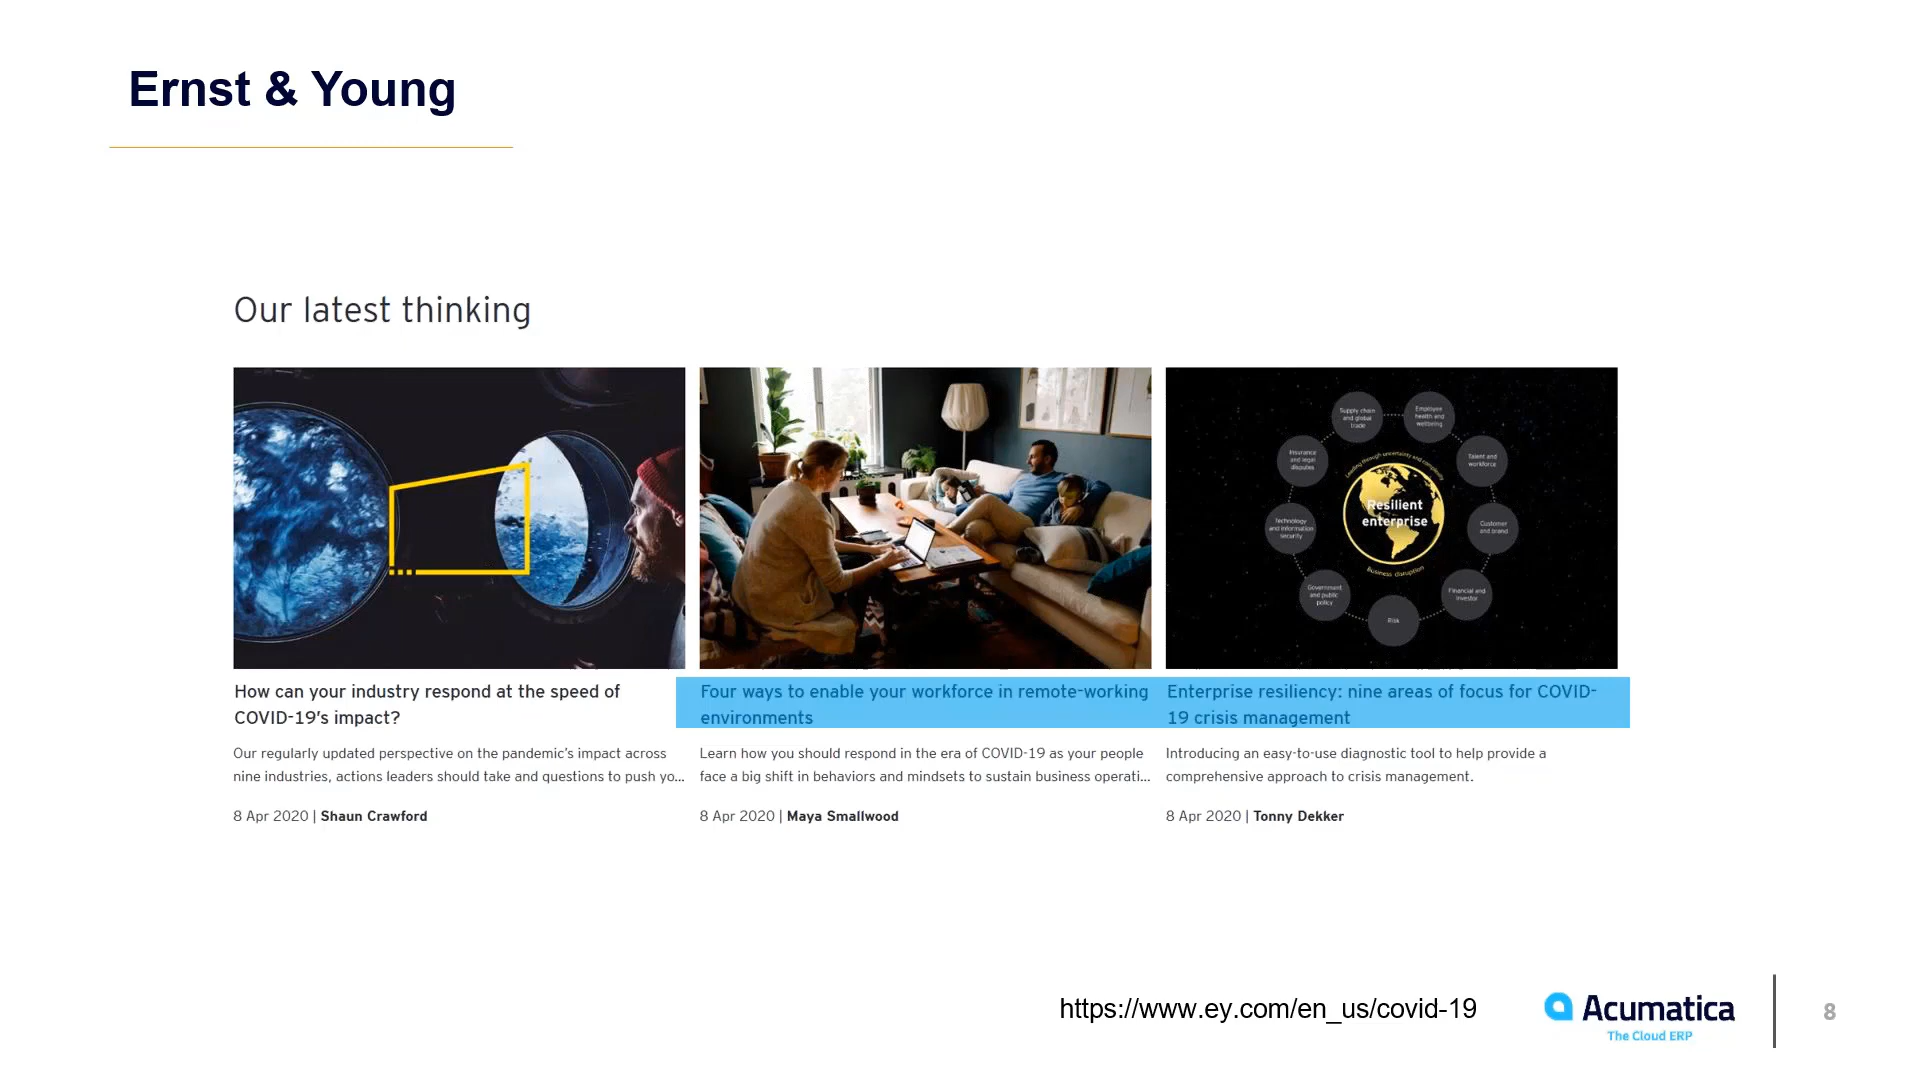 Ernst & Young
Our latest thinking
Supply chain
and global
trade
Employee
health and
wellbeing
Insurance
and legal
disputes
Talent and
workforce
Leading through uncertainty and complexity
Resilient
enterprise
Technology
and information
security
Customer
and brand
Business disruption
Government
and public
policy
Financial and
investor
Risk
How can your industry respond at the speed of
COVID-19's impact?
Our regularly updated perspective on the pandemic's impact across
nine industries, actions leaders should take and questions to push yo...
8 Apr 2020 | Shaun Crawford
Four ways to enable your workforce in remote-working
environments
Learn how you should respond in the era of COVID-19 as your people
face a big shift in behaviors and mindsets to sustain business operati...
8 Apr 2020 | Maya Smallwood
Enterprise resiliency: nine areas of focus for COVID-
19 crisis management
Introducing an easy-to-use diagnostic tool to help provide a
comprehensive approach to crisis management.
8 Apr 2020 | Tonny Dekker
https://www.ey.com/en_us/covid-19
Acumatica
The Cloud ERP
8